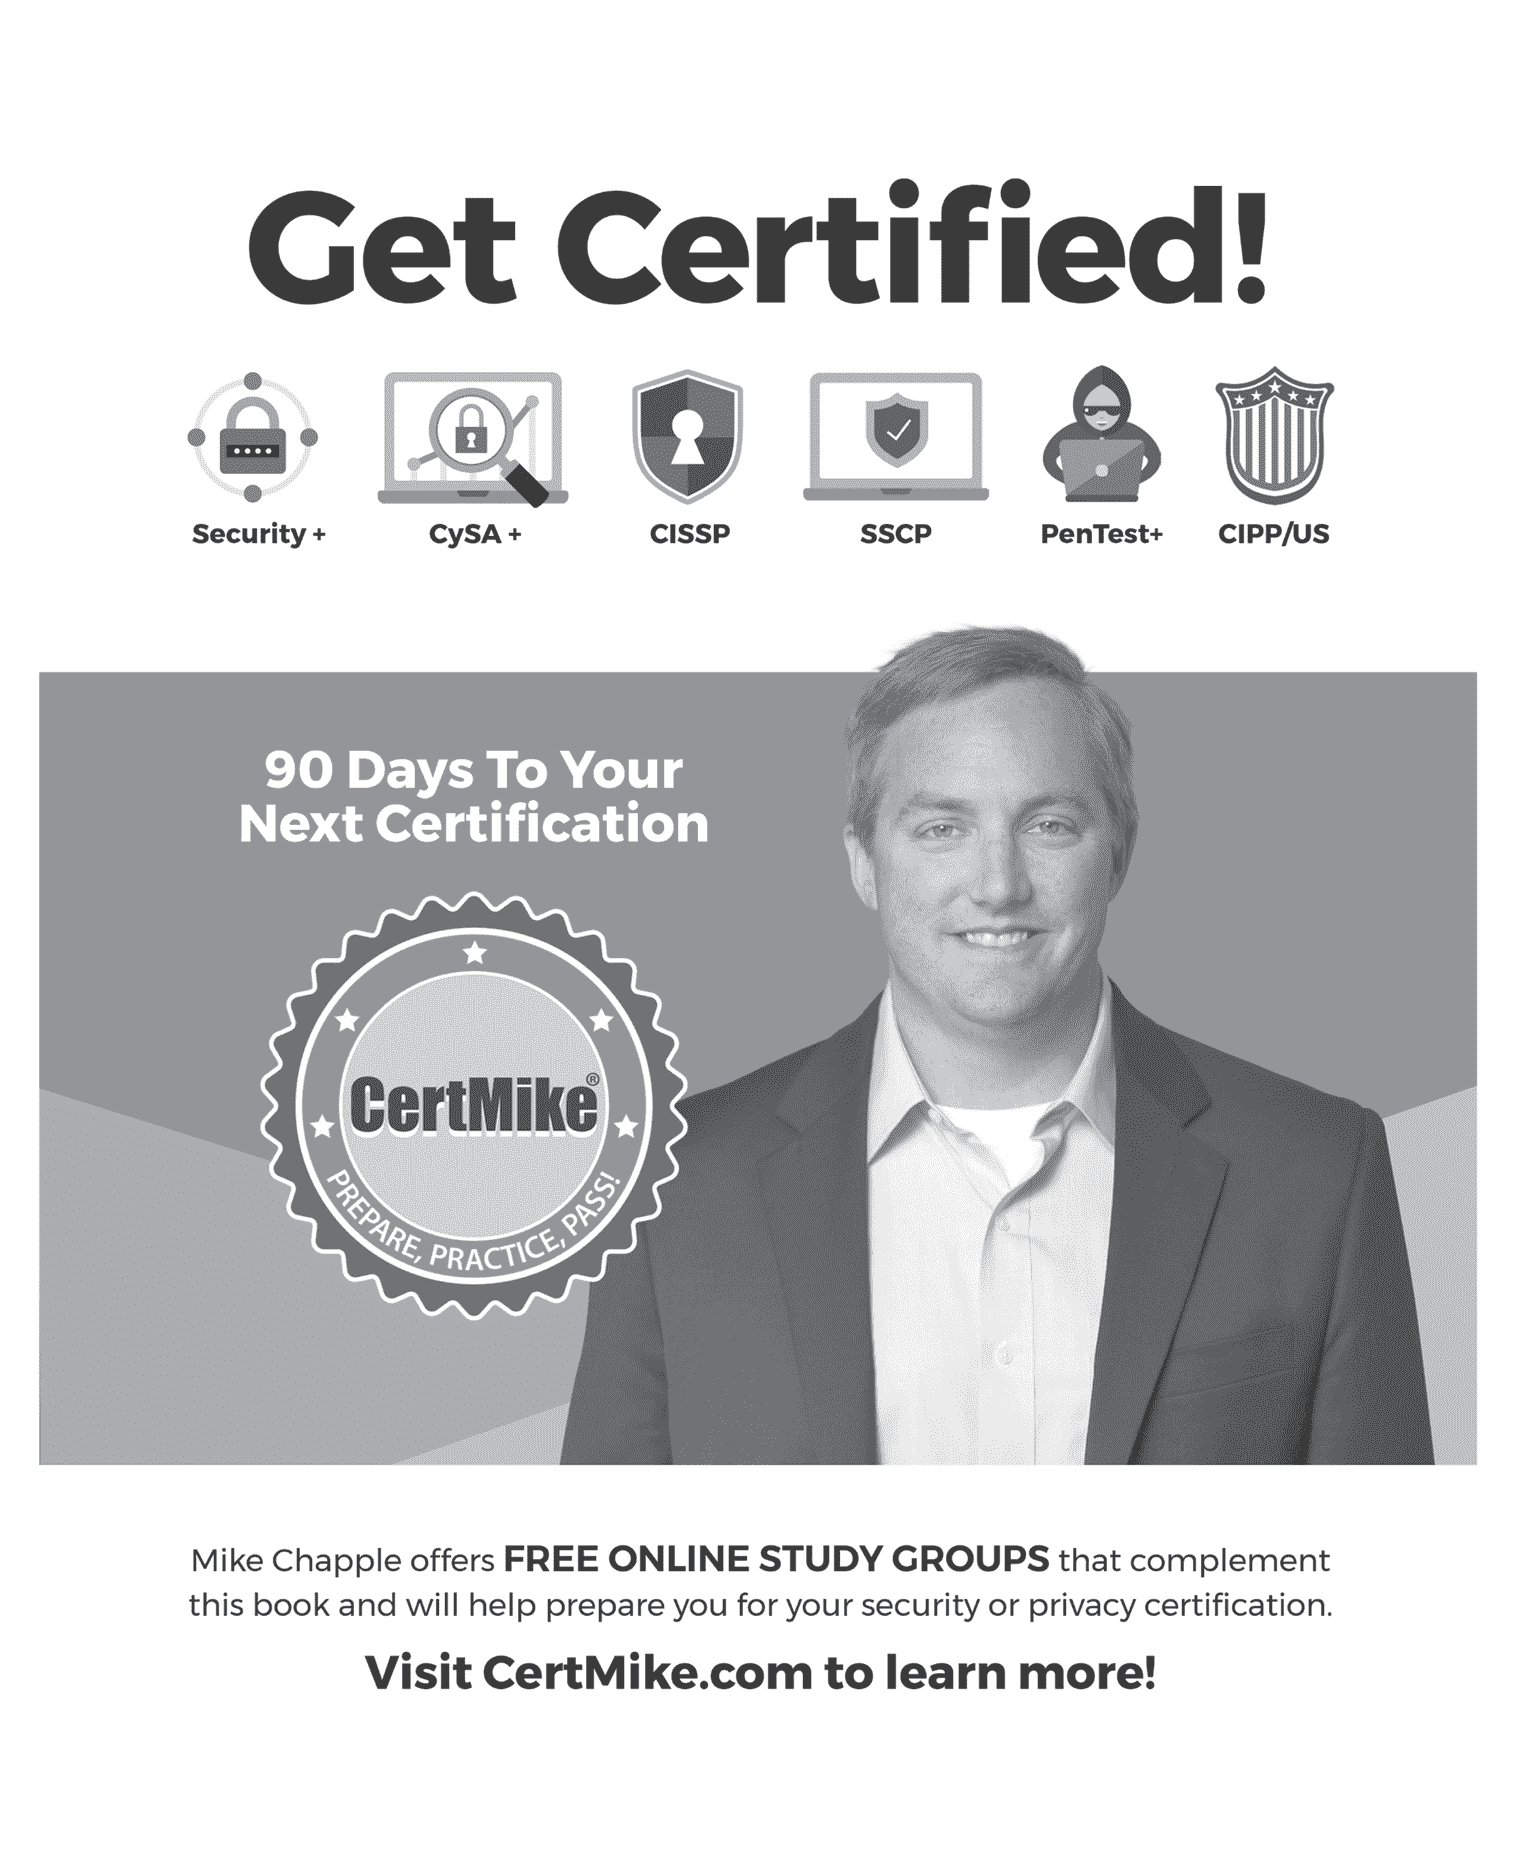 Get Certified!
Security +
CySA +
CISSP
SSCP
PenTest+
CIPP/US
90 Days To Your
Next Certification
CertMike®
PREPARE, PRACTICE, PASS!
Mike Chapple offers FREE ONLINE STUDY GROUPS that complement
this book and will help prepare you for your security or privacy certification.
Visit CertMike.com to learn more!